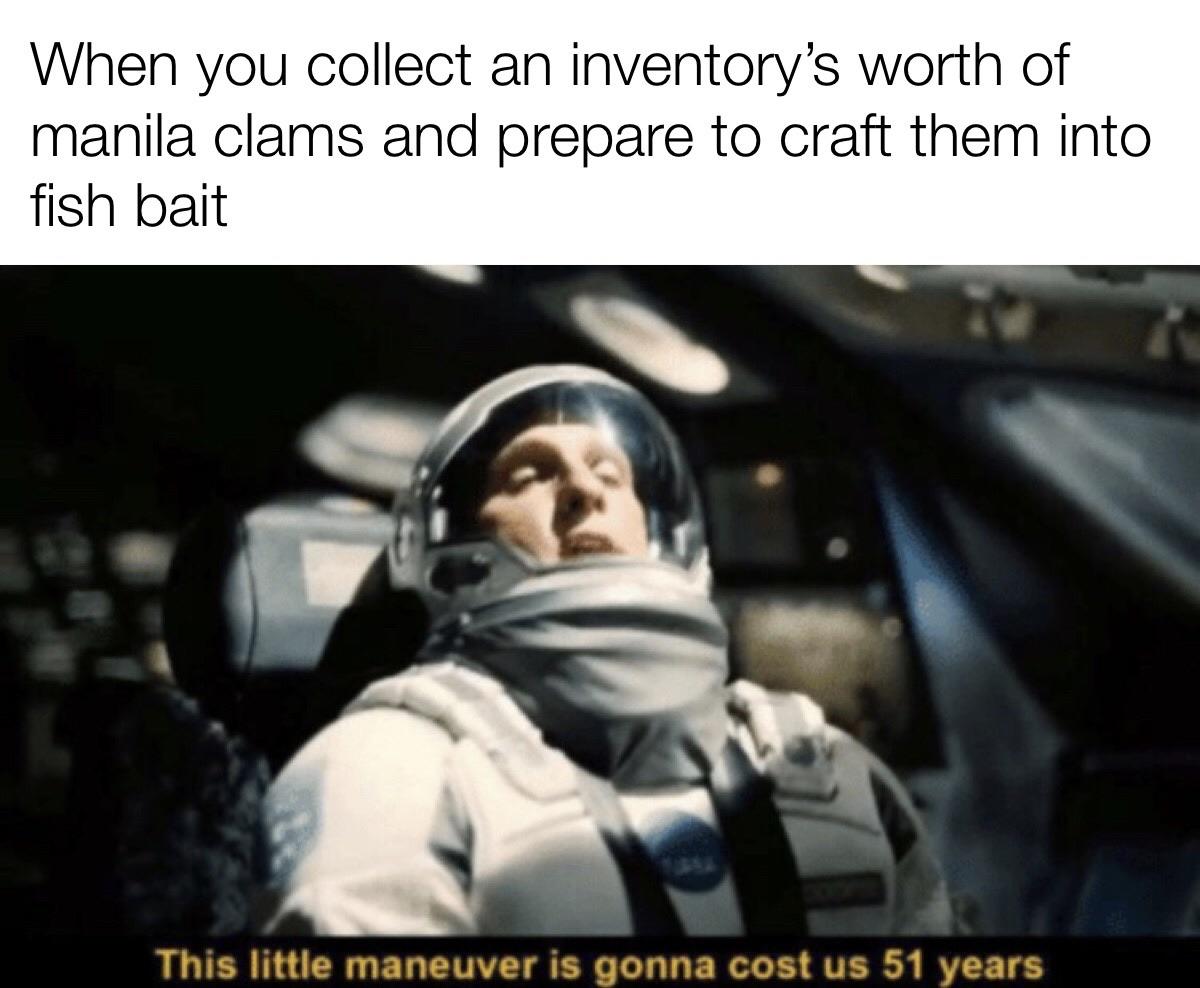 When you collect an inventory’s worth of
manila clams and prepare to craft them into
fish bait
This little maneuver is gonna cost us 51 years